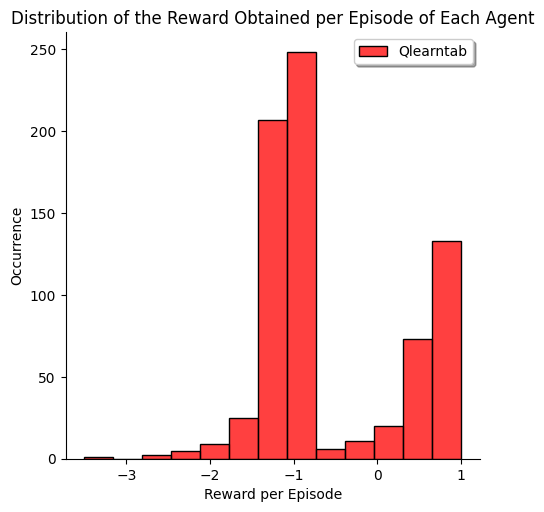 Distribution of the Reward Obtained per Episode of Each Agent
Qlearntab
250
200
150
100
50
0
Occurrence
−3 −2 −1 0 1
Reward per Episode